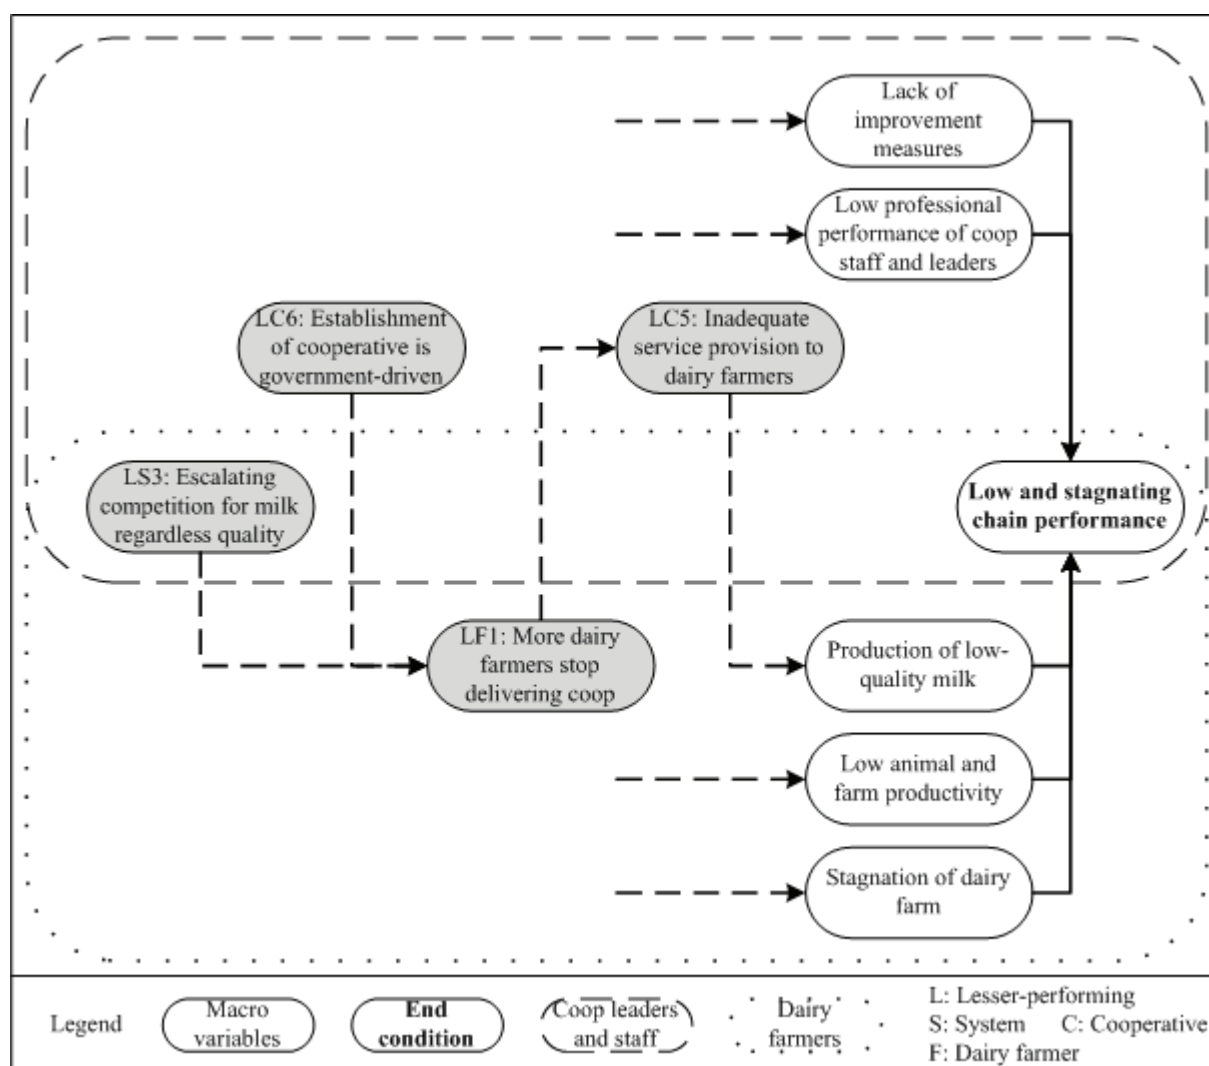 Lack of
improvement
measures
Low professional
performance of coop
staff and leaders
LC6: Establishment
of cooperative is
government-driven
LC5: Inadequate
service provision to
dairy farmers
LS3: Escalating
competition for milk
regardless quality
Low and stagnating
chain performance
LF1: More dairy
farmers stop
delivering coop
Production of low-
quality milk
Low animal and
farm productivity
Stagnation of dairy
farm
Legend
Macro
variables
End
condition
Coop leaders
and staff
Dairy
farmers
L: Lesser-performing
S: System C: Cooperative
F: Dairy farmer